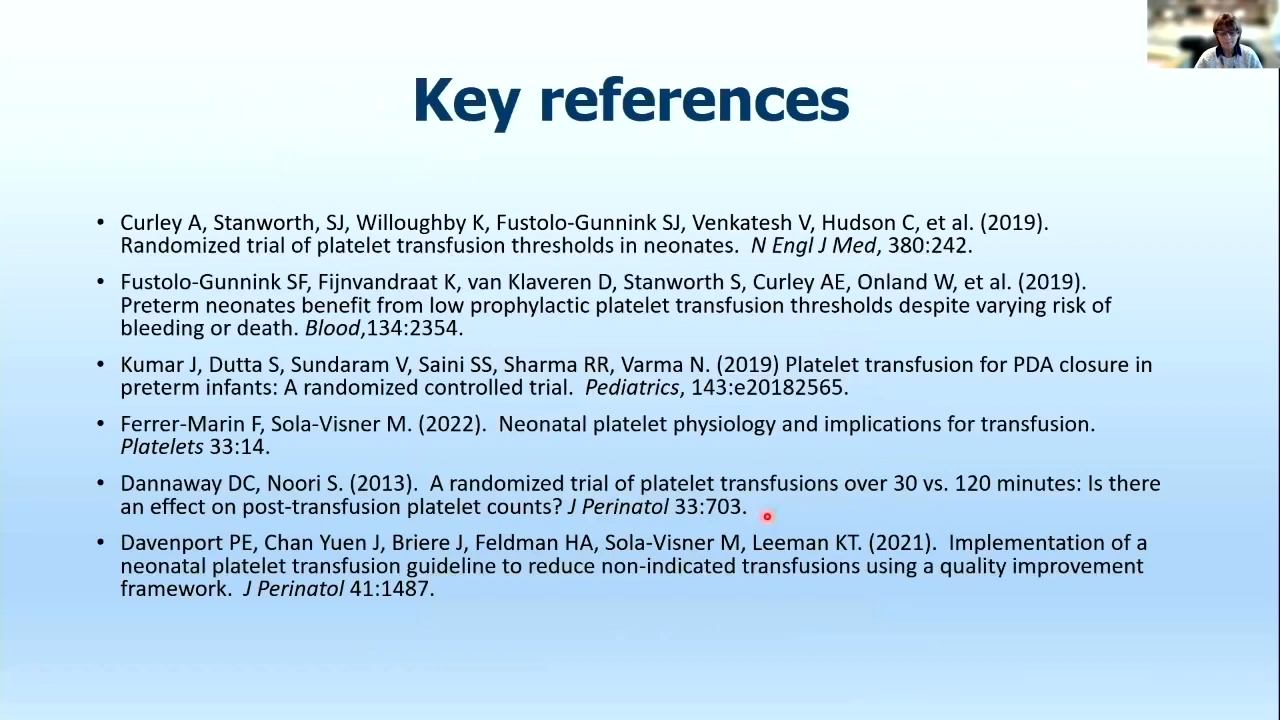 Key references
• Curley A, Stanworth, SJ, Willoughby K, Fustolo-Gunnink SJ, Venkatesh V, Hudson C, et al. (2019).
Randomized trial of platelet transfusion thresholds in neonates. N Engl J Med, 380:242.
• Fustolo-Gunnink SF, Fijnvandraat K, van Klaveren D, Stanworth S, Curley AE, Onland W, et al. (2019).
Preterm neonates benefit from low prophylactic platelet transfusion thresholds despite varying risk of
bleeding or death. Blood,134:2354.
• Kumar J, Dutta S, Sundaram V, Saini SS, Sharma RR, Varma N. (2019) Platelet transfusion for PDA closure in
preterm infants: A randomized controlled trial. Pediatrics, 143:e20182565.
• Ferrer-Marin F, Sola-Visner M. (2022). Neonatal platelet physiology and implications for transfusion.
Platelets 33:14.
• Dannaway DC, Noori S. (2013). A randomized trial of platelet transfusions over 30 vs. 120 minutes: Is there
an effect on post-transfusion platelet counts? J Perinatol 33:703.
• Davenport PE, Chan Yuen J, Briere J, Feldman HA, Sola-Visner M, Leeman KT. (2021). Implementation of a
neonatal platelet transfusion guideline to reduce non-indicated transfusions using a quality improvement
framework. J Perinatol 41:1487.